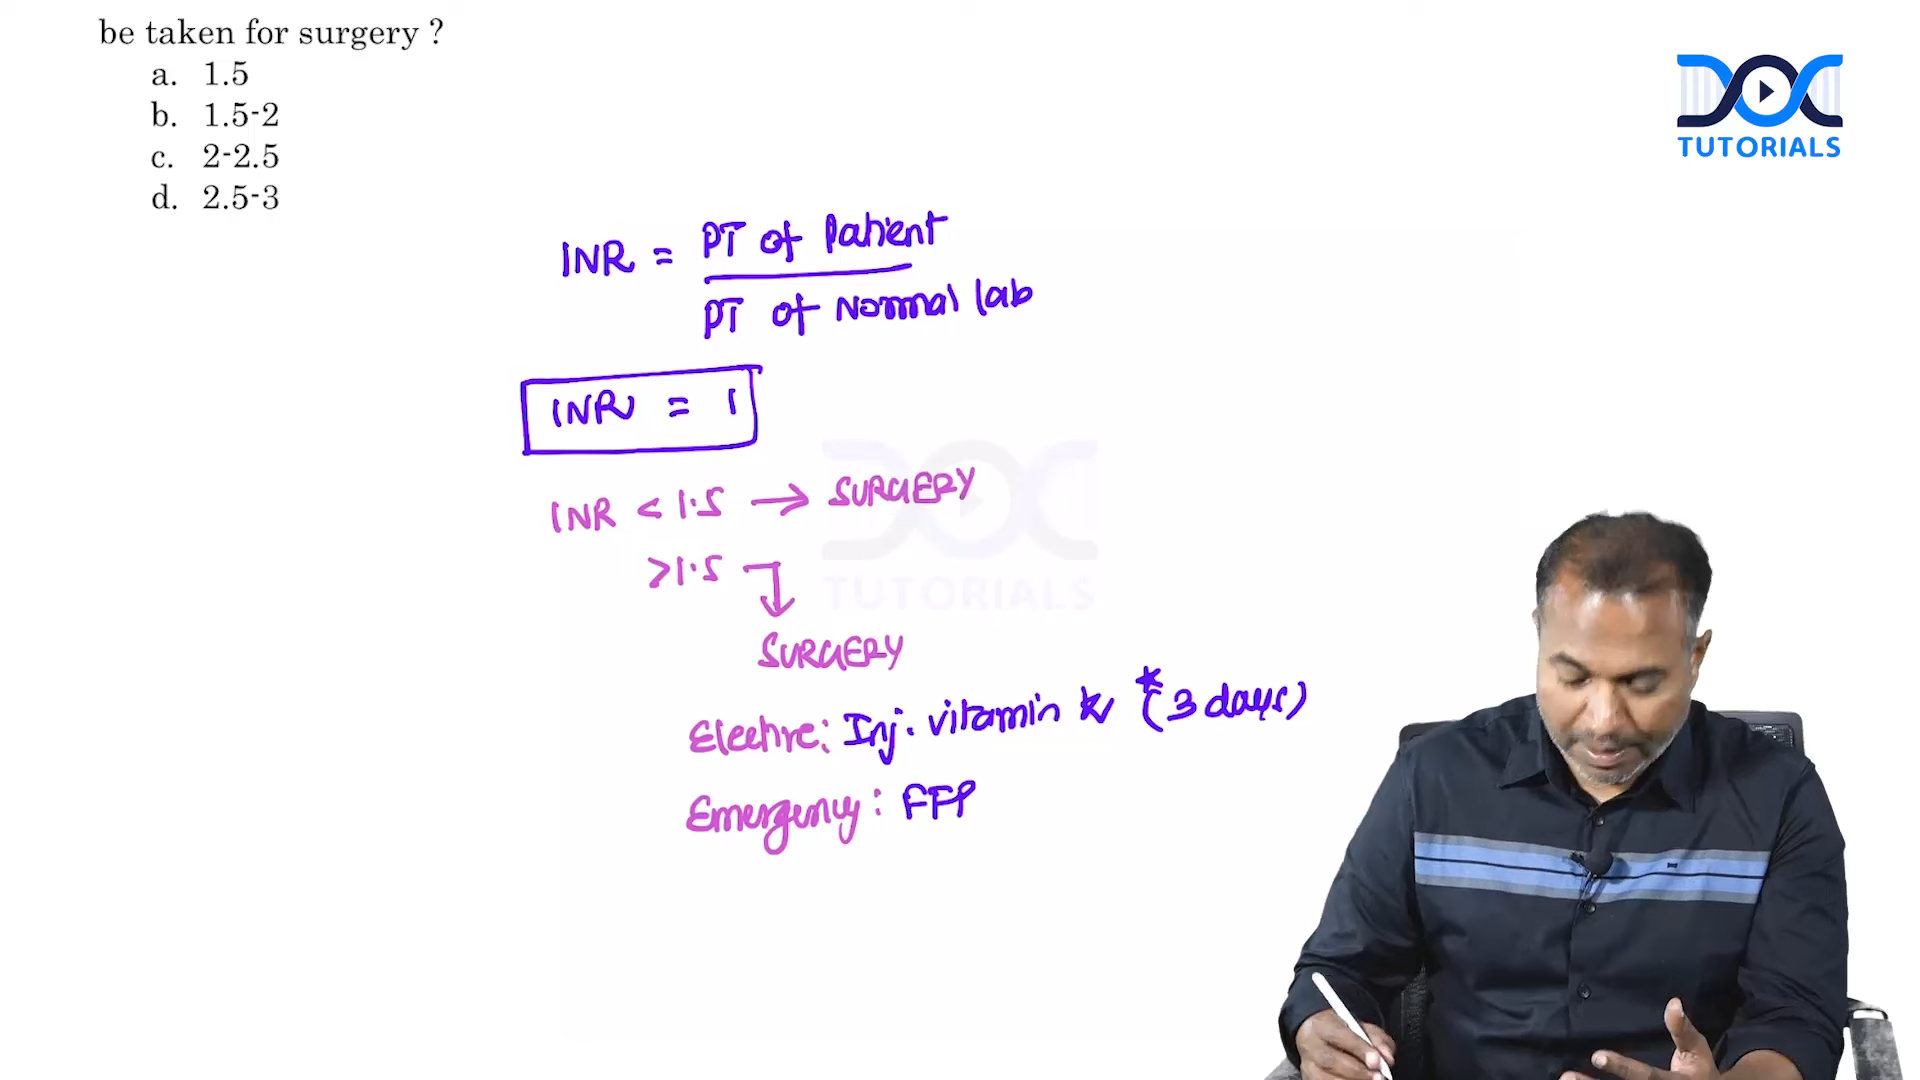 be taken for surgery ?
a. 1.5
b. 1.5-2
c. 2-2.5
d. 2.5-3
TUTORIALS
INR = PT of Patient
PT of Normal lab
INR = 1
INR < 1.5 → SURGERY
>1.5
SURGERY
Elective: Inj. vitamin K * (3 days)
Emergency: FFP
TUTORIALS